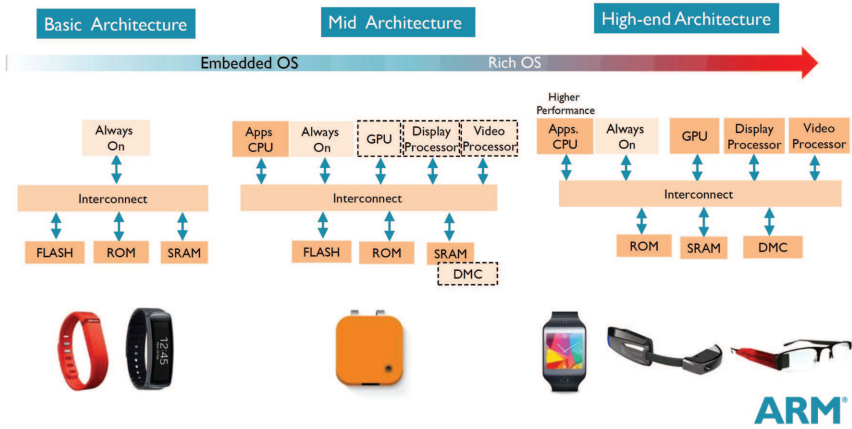 Basic Architecture
Mid Architecture
High-end Architecture
Embedded OS
Rich OS
Always
On
Interconnect
FLASH
ROM
SRAM
Apps
CPU
Always
On
GPU
Display
Processor
Video
Processor
Interconnect
FLASH
ROM
SRAM
DMC
Higher
Performance
Apps.
CPU
Always
On
GPU
Display
Processor
Video
Processor
Interconnect
ROM
SRAM
DMC
12:45
ARM®